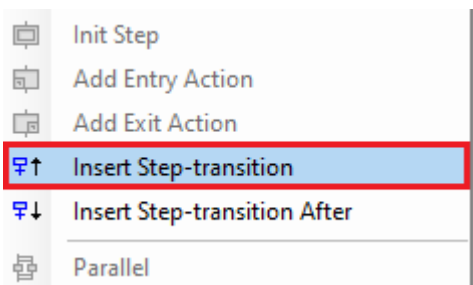 Init Step
Add Entry Action
Add Exit Action
Insert Step-transition
Insert Step-transition After
Parallel